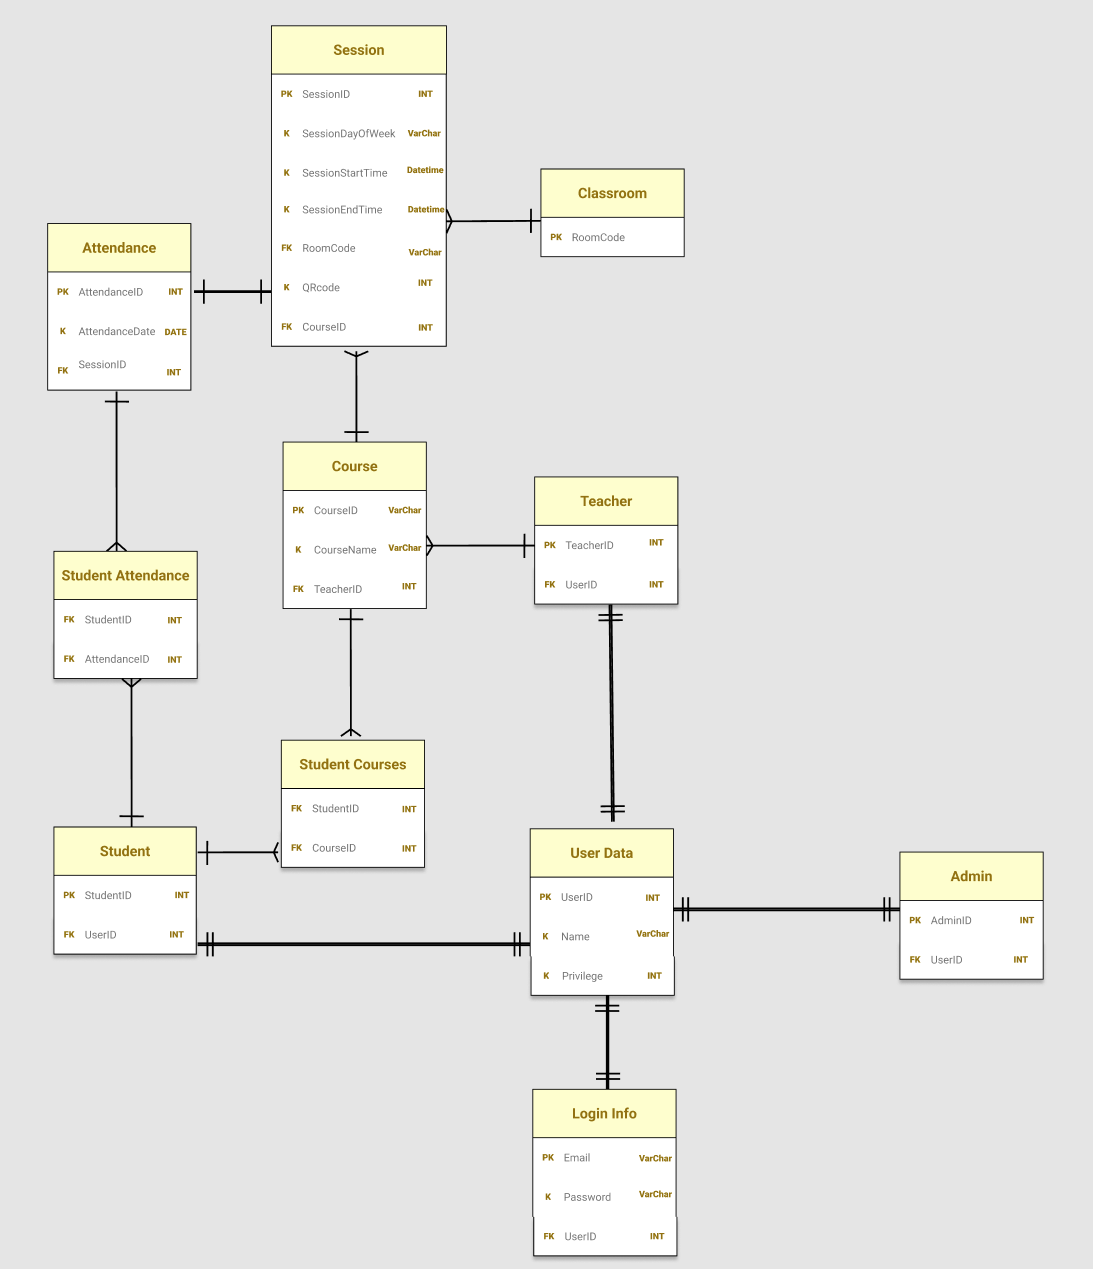 Session
PK SessionID INT
K SessionDayOfWeek VarChar
K SessionStartTime Datetime
K SessionEndTime Datetime
FK RoomCode VarChar
K QRcode INT
FK CourseID INT
Classroom
PK RoomCode
Attendance
PK AttendanceID INT
K AttendanceDate DATE
FK SessionID INT
Course
PK CourseID VarChar
K CourseName VarChar
FK TeacherID INT
Teacher
PK TeacherID INT
FK UserID INT
Student Attendance
FK StudentID INT
FK AttendanceID INT
Student Courses
FK StudentID INT
FK CourseID INT
Student
PK StudentID INT
FK UserID INT
User Data
PK UserID INT
K Name VarChar
K Privilege INT
Admin
PK AdminID INT
FK UserID INT
Login Info
PK Email VarChar
K Password VarChar
FK UserID INT